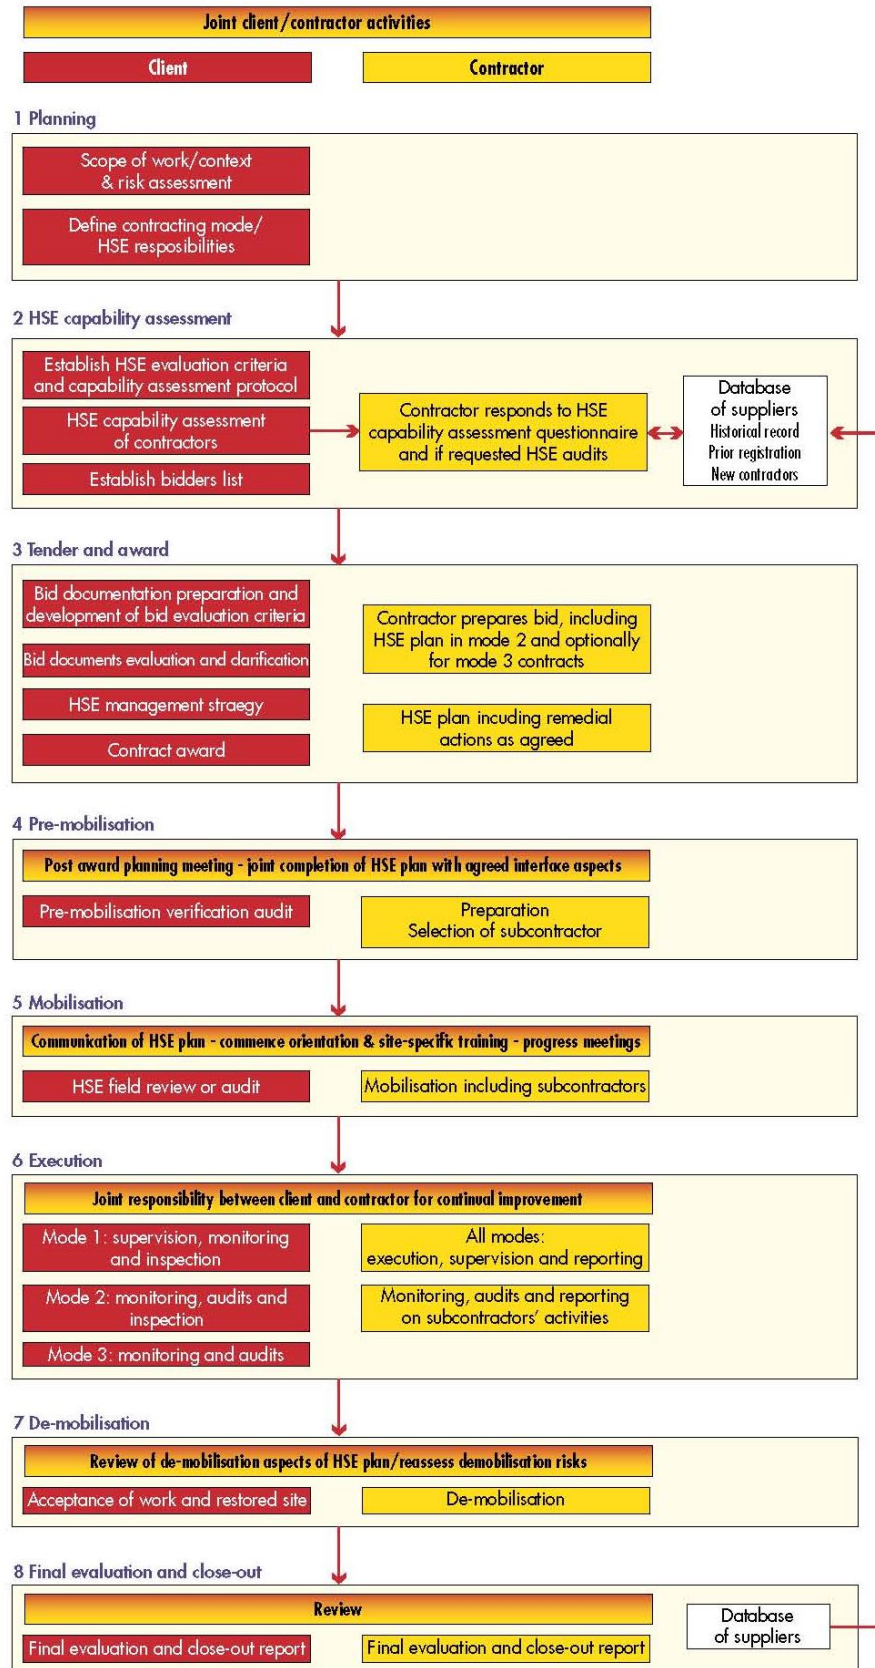 Joint client/contractor activities
Client
Contractor
1 Planning
Scope of work/context
& risk assessment
Define contracting mode/
HSE resposibilities
2 HSE capability assessment
Establish HSE evaluation criteria
and capability assessment protocol
HSE capability assessment
of contractors
Establish bidders list
Contractor responds to HSE
capability assessment questionnaire
and if requested HSE audits
Database
of suppliers
Historical record
Prior registration
New contractors
3 Tender and award
Bid documentation preparation and
development of bid evaluation criteria
Bid documents evaluation and clarification
HSE management straegy
Contract award
Contractor prepares bid, including
HSE plan in mode 2 and optionally
for mode 3 contracts
HSE plan incuding remedial
actions as agreed
4 Pre-mobilisation
Post award planning meeting - joint completion of HSE plan with agreed interface aspects
Pre-mobilisation verification audit
Preparation
Selection of subcontractor
5 Mobilisation
Communication of HSE plan - commence orientation & site-specific training - progress meetings
HSE field review or audit
Mobilisation including subcontractors
6 Execution
Joint responsibility between client and contractor for continual improvement
Mode 1: supervision, monitoring
and inspection
Mode 2: monitoring, audits and
inspection
Mode 3: monitoring and audits
All modes:
execution, supervision and reporting
Monitoring, audits and reporting
on subcontractors' activities
7 De-mobilisation
Review of de-mobilisation aspects of HSE plan/reassess demobilisation risks
Acceptance of work and restored site
De-mobilisation
8 Final evaluation and close-out
Review
Final evaluation and close-out report
Final evaluation and close-out report
Database
of suppliers